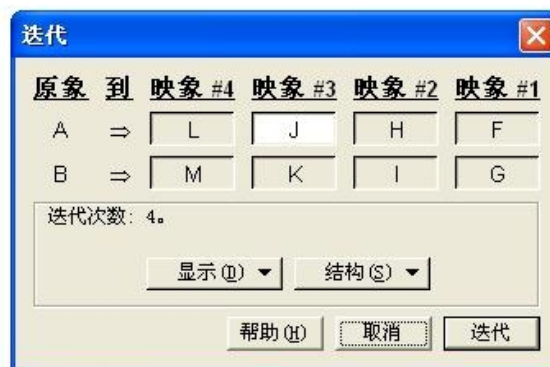 迭代
原象 到 映象 #4 映象 #3 映象 #2 映象 #1
A ⇒ L J H F
B ⇒ M K I G
迭代次数: 4。
显示(D) 结构(S)
帮助(H) 取消 迭代